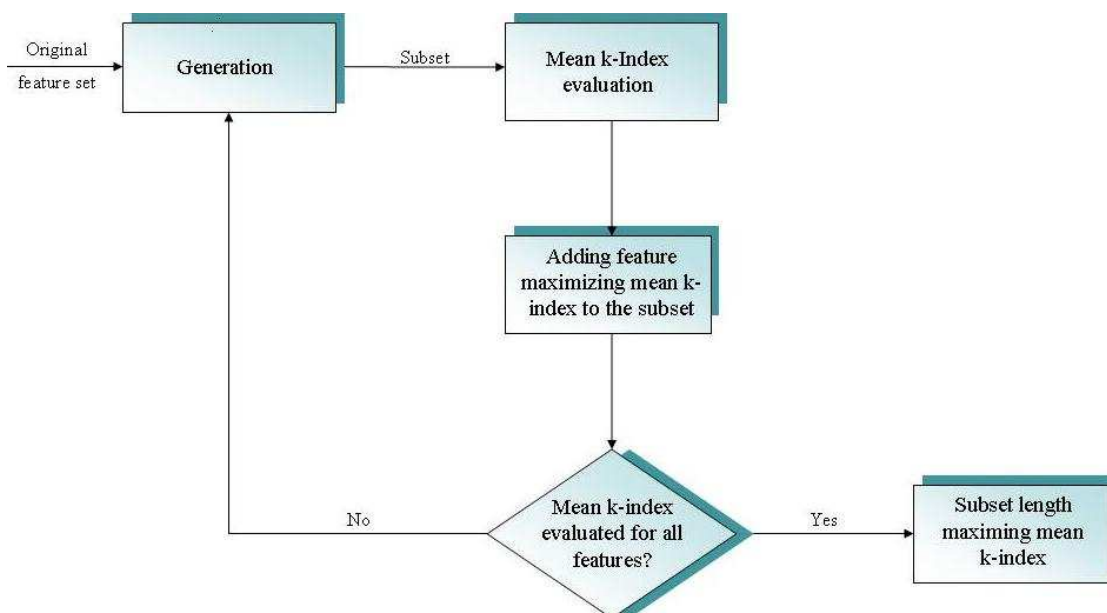 Original
feature set
Generation
Subset
Mean k-Index
evaluation
Adding feature
maximizing mean k-
index to the subset
Mean k-index
evaluated for all
features?
No
Yes
Subset length
maximing mean
k-index